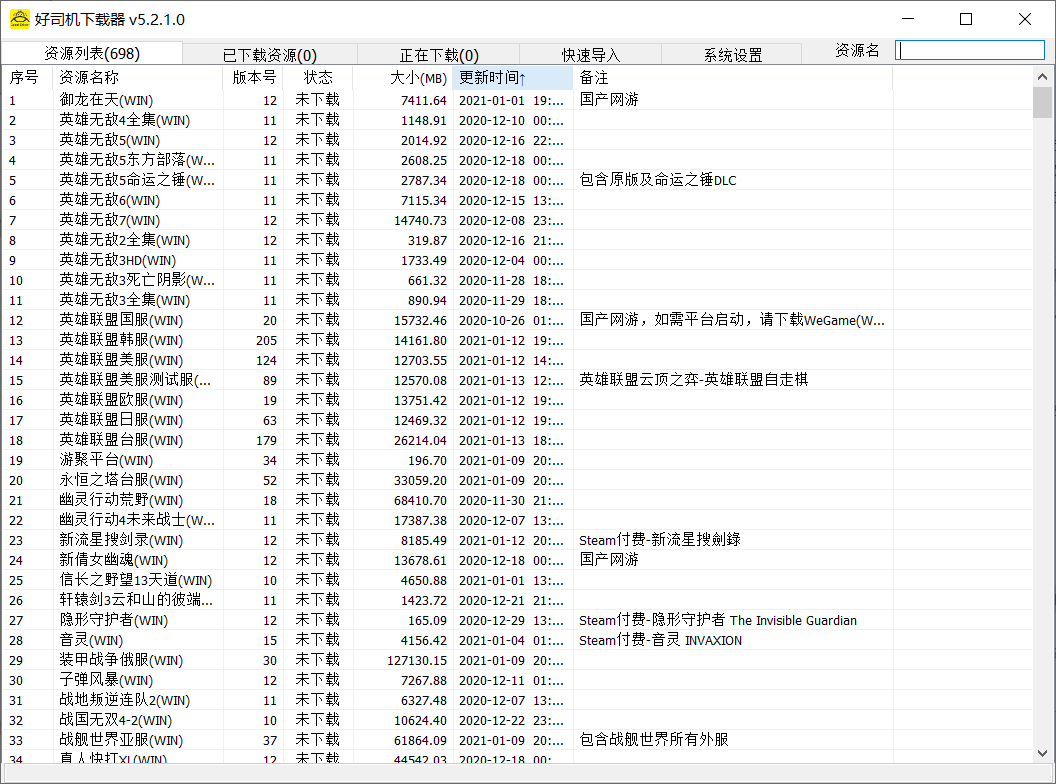 好司机下载器 v5.2.1.0
资源列表(698) 已下载资源(0) 正在下载(0) 快速导入 系统设置 资源名
序号 资源名称 版本号 状态 大小(MB) 更新时间↑ 备注
1 御龙在天(WIN) 12 未下载 7411.64 2021-01-01 19:... 国产网游
2 英雄无敌4全集(WIN) 11 未下载 1148.91 2020-12-10 00:...
3 英雄无敌5(WIN) 12 未下载 2014.92 2020-12-16 22:...
4 英雄无敌5东方部落(W... 11 未下载 2608.25 2020-12-18 00:...
5 英雄无敌5命运之锤(W... 11 未下载 2787.34 2020-12-18 00:... 包含原版及命运之锤DLC
6 英雄无敌6(WIN) 11 未下载 7115.34 2020-12-15 13:...
7 英雄无敌7(WIN) 12 未下载 14740.73 2020-12-08 23:...
8 英雄无敌2全集(WIN) 12 未下载 319.87 2020-12-16 21:...
9 英雄无敌3HD(WIN) 11 未下载 1733.49 2020-12-04 00:...
10 英雄无敌3死亡阴影(W... 11 未下载 661.32 2020-11-28 18:...
11 英雄无敌3全集(WIN) 11 未下载 890.94 2020-11-29 18:...
12 英雄联盟国服(WIN) 20 未下载 15732.46 2020-10-26 01:... 国产网游，如需平台启动，请下载WeGame(W...
13 英雄联盟韩服(WIN) 205 未下载 14161.80 2021-01-12 19:...
14 英雄联盟美服(WIN) 124 未下载 12703.55 2021-01-12 14:...
15 英雄联盟美服测试服(... 89 未下载 12570.08 2021-01-13 12:... 英雄联盟云顶之弈-英雄联盟自走棋
16 英雄联盟欧服(WIN) 19 未下载 13751.42 2021-01-12 19:...
17 英雄联盟日服(WIN) 63 未下载 12469.32 2021-01-12 19:...
18 英雄联盟台服(WIN) 179 未下载 26214.04 2021-01-13 18:...
19 游聚平台(WIN) 34 未下载 196.70 2021-01-09 20:...
20 永恒之塔台服(WIN) 52 未下载 33059.20 2021-01-09 20:...
21 幽灵行动荒野(WIN) 18 未下载 68410.70 2020-11-30 21:...
22 幽灵行动4未来战士(W... 11 未下载 17387.38 2020-12-07 13:...
23 新流星搜剑录(WIN) 12 未下载 8185.49 2021-01-12 20:... Steam付费-新流星搜劍錄
24 新倩女幽魂(WIN) 12 未下载 13678.61 2020-12-18 00:... 国产网游
25 信长之野望13天道(WIN) 10 未下载 4650.88 2021-01-01 13:...
26 轩辕剑3云和山的彼端... 11 未下载 1423.72 2020-12-21 21:...
27 隐形守护者(WIN) 12 未下载 165.09 2020-12-29 13:... Steam付费-隐形守护者 The Invisible Guardian
28 音灵(WIN) 15 未下载 4156.42 2021-01-04 01:... Steam付费-音灵 INVAXION
29 装甲战争俄服(WIN) 30 未下载 127130.15 2021-01-09 20:...
30 子弹风暴(WIN) 12 未下载 7267.88 2020-12-11 01:...
31 战地叛逆连队2(WIN) 11 未下载 6327.48 2020-12-07 13:...
32 战国无双4-2(WIN) 10 未下载 10624.40 2020-12-22 23:...
33 战舰世界亚服(WIN) 37 未下载 61864.09 2021-01-09 20:... 包含战舰世界所有外服
34 真人快打XL(WIN) 12 未下载 44542.03 2020-12-18 00:...